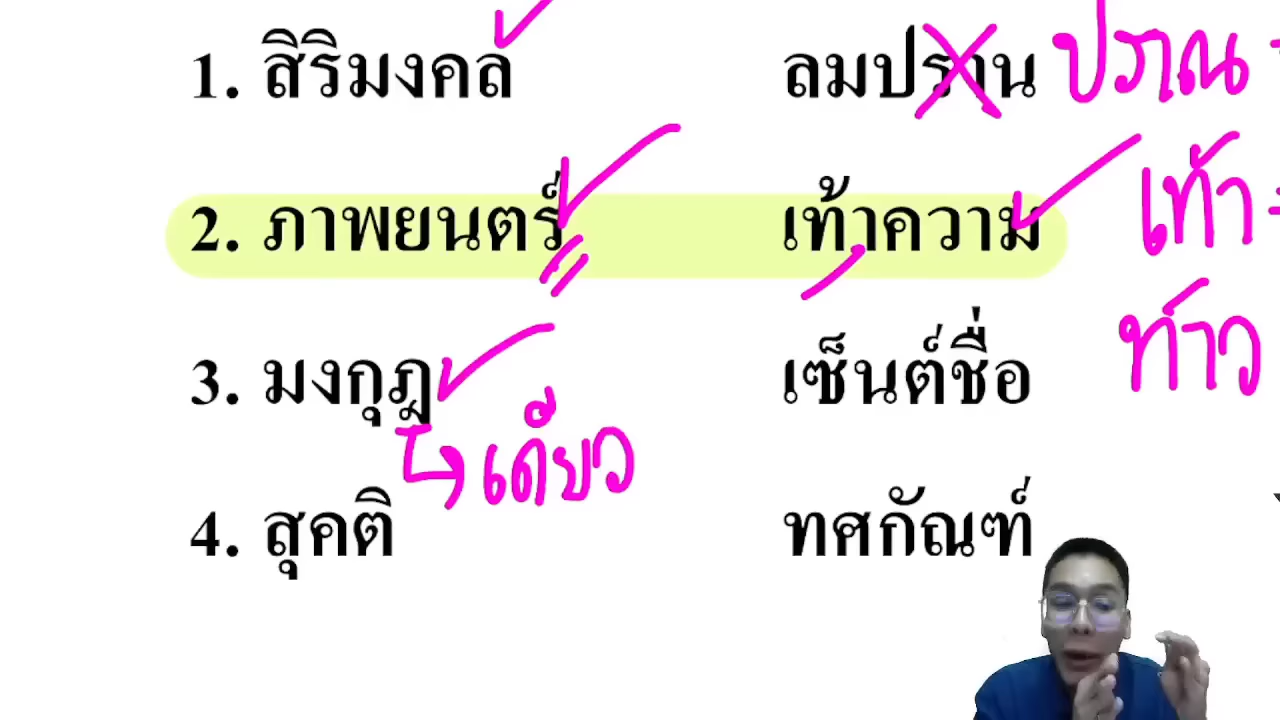 1. สิริมงคล ลมปราน ปราณ
2. ภาพยนตร์ เท้าความ เท้า
ท้าว
3. มงกุฎ เซ็นต์ชื่อ
เดียว
4. สุคติ ทศกัณฑ์